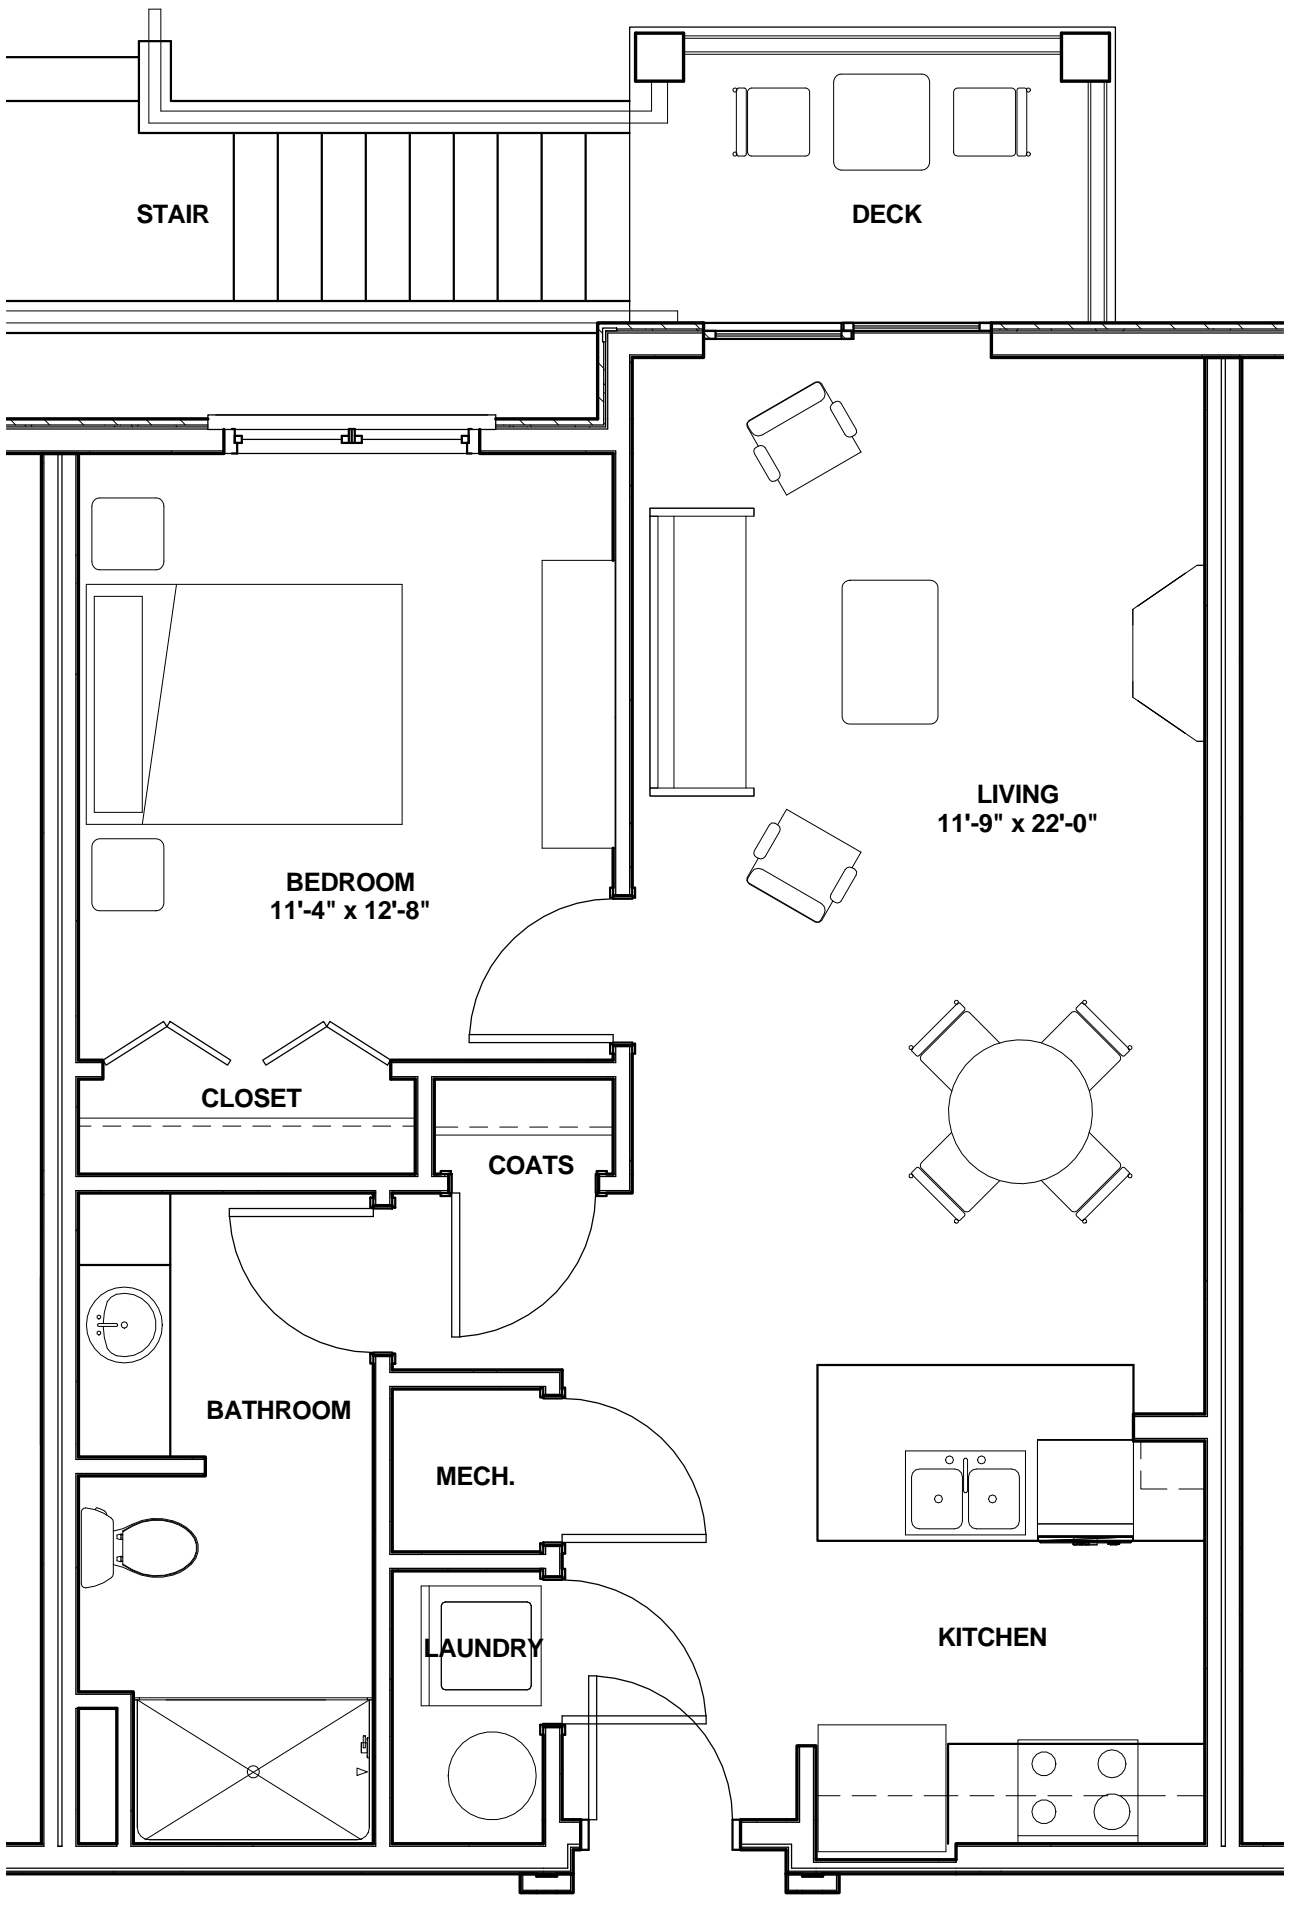 STAIR
DECK
LIVING
11'-9" x 22'-0"
BEDROOM
11'-4" x 12'-8"
CLOSET
COATS
BATHROOM
MECH.
LAUNDRY
KITCHEN